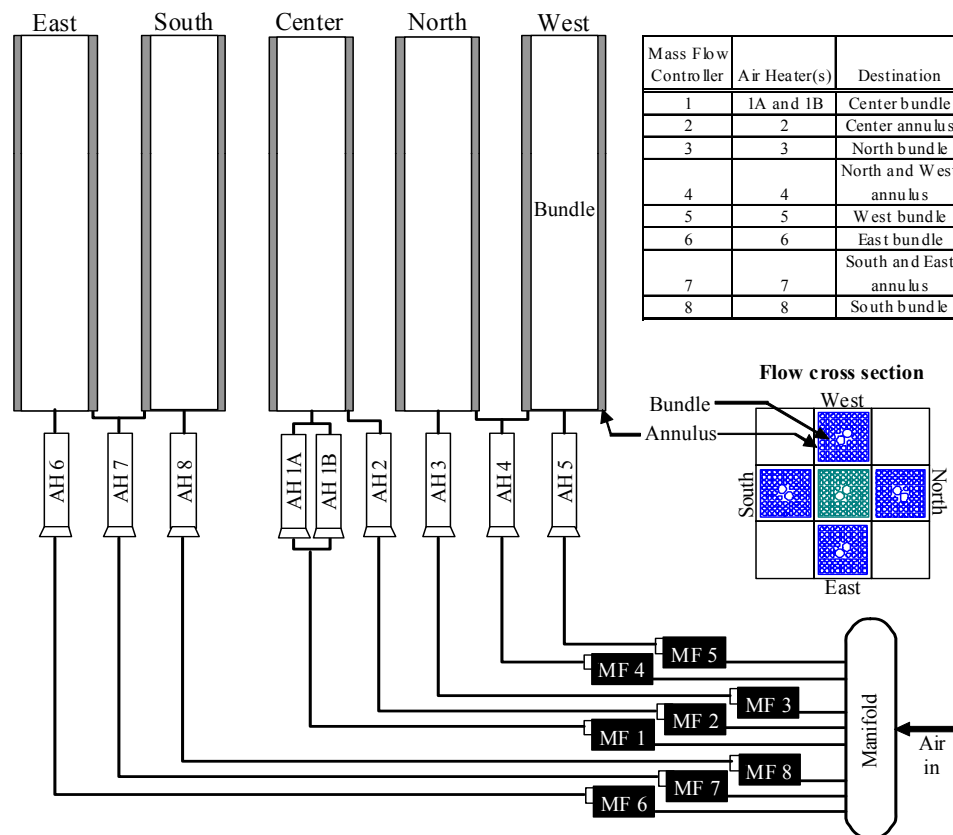 East South Center North West
Mass Flow Controller Air Heater(s) Destination
1 1A and 1B Center bundle
2 2 Center annulus
3 3 North bundle
4 4 North and West annulus
5 5 West bundle
6 6 East bundle
7 7 South and East annulus
8 8 South bundle
Bundle
Flow cross section
West
Bundle
Annulus
South
North
East
AH 6
AH 7
AH 8
AH 1A
AH 1B
AH 2
AH 3
AH 4
AH 5
MF 5
MF 4
MF 3
MF 2
MF 1
MF 8
MF 7
MF 6
Manifold
Air
in